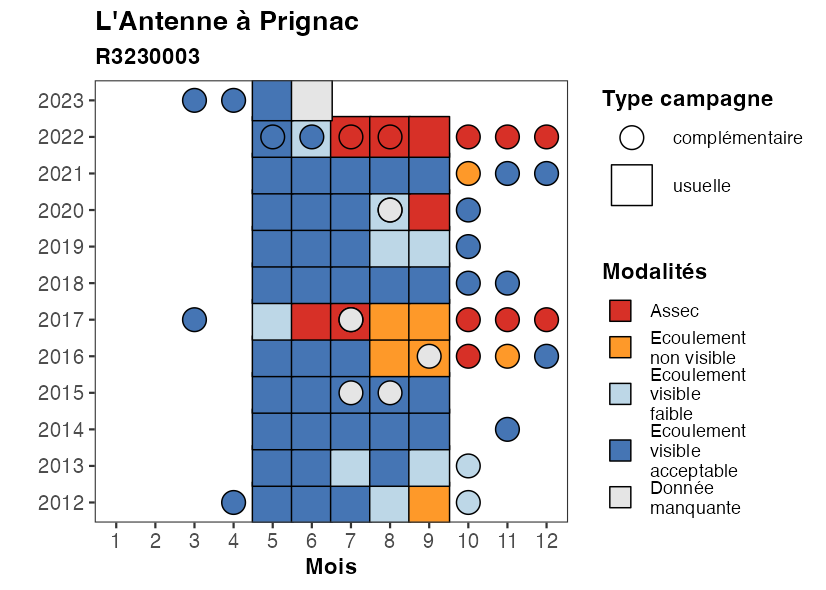 L'Antenne à Prignac
R3230003
2023
2022
2021
2020
2019
2018
2017
2016
2015
2014
2013
2012
1 2 3 4 5 6 7 8 9 10 11 12
Mois
Type campagne
complémentaire
usuelle
Modalités
Assec
Ecoulement
non visible
Ecoulement
visible
faible
Ecoulement
visible
acceptable
Donnée
manquante